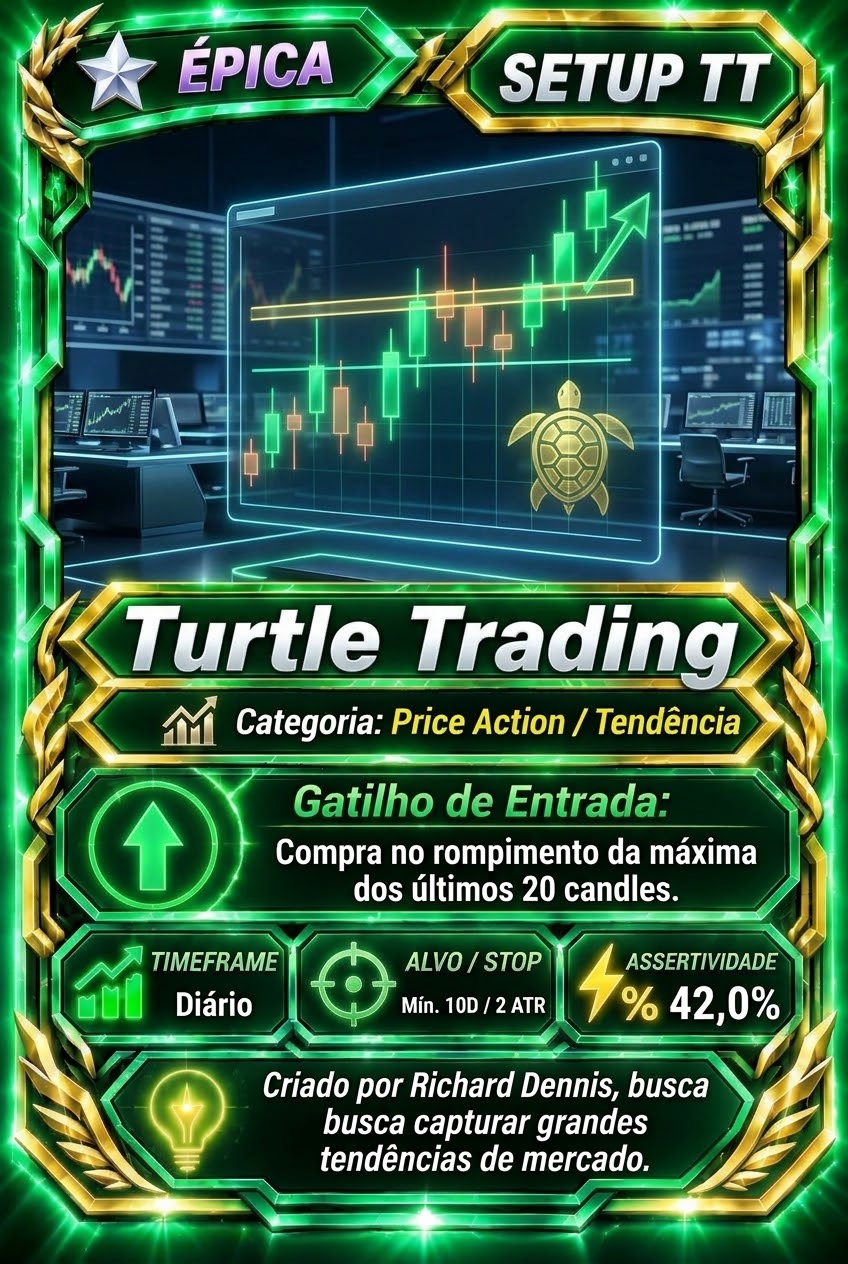 ÉPICA
SETUP TT
Turtle Trading
Categoria: Price Action / Tendência
Gatilho de Entrada:
Compra no rompimento da máxima
dos últimos 20 candles.
TIMEFRAME
Diário
ALVO / STOP
Mín. 10D / 2 ATR
ASSERTIVIDADE
% 42,0%
Criado por Richard Dennis, busca
busca capturar grandes
tendências de mercado.